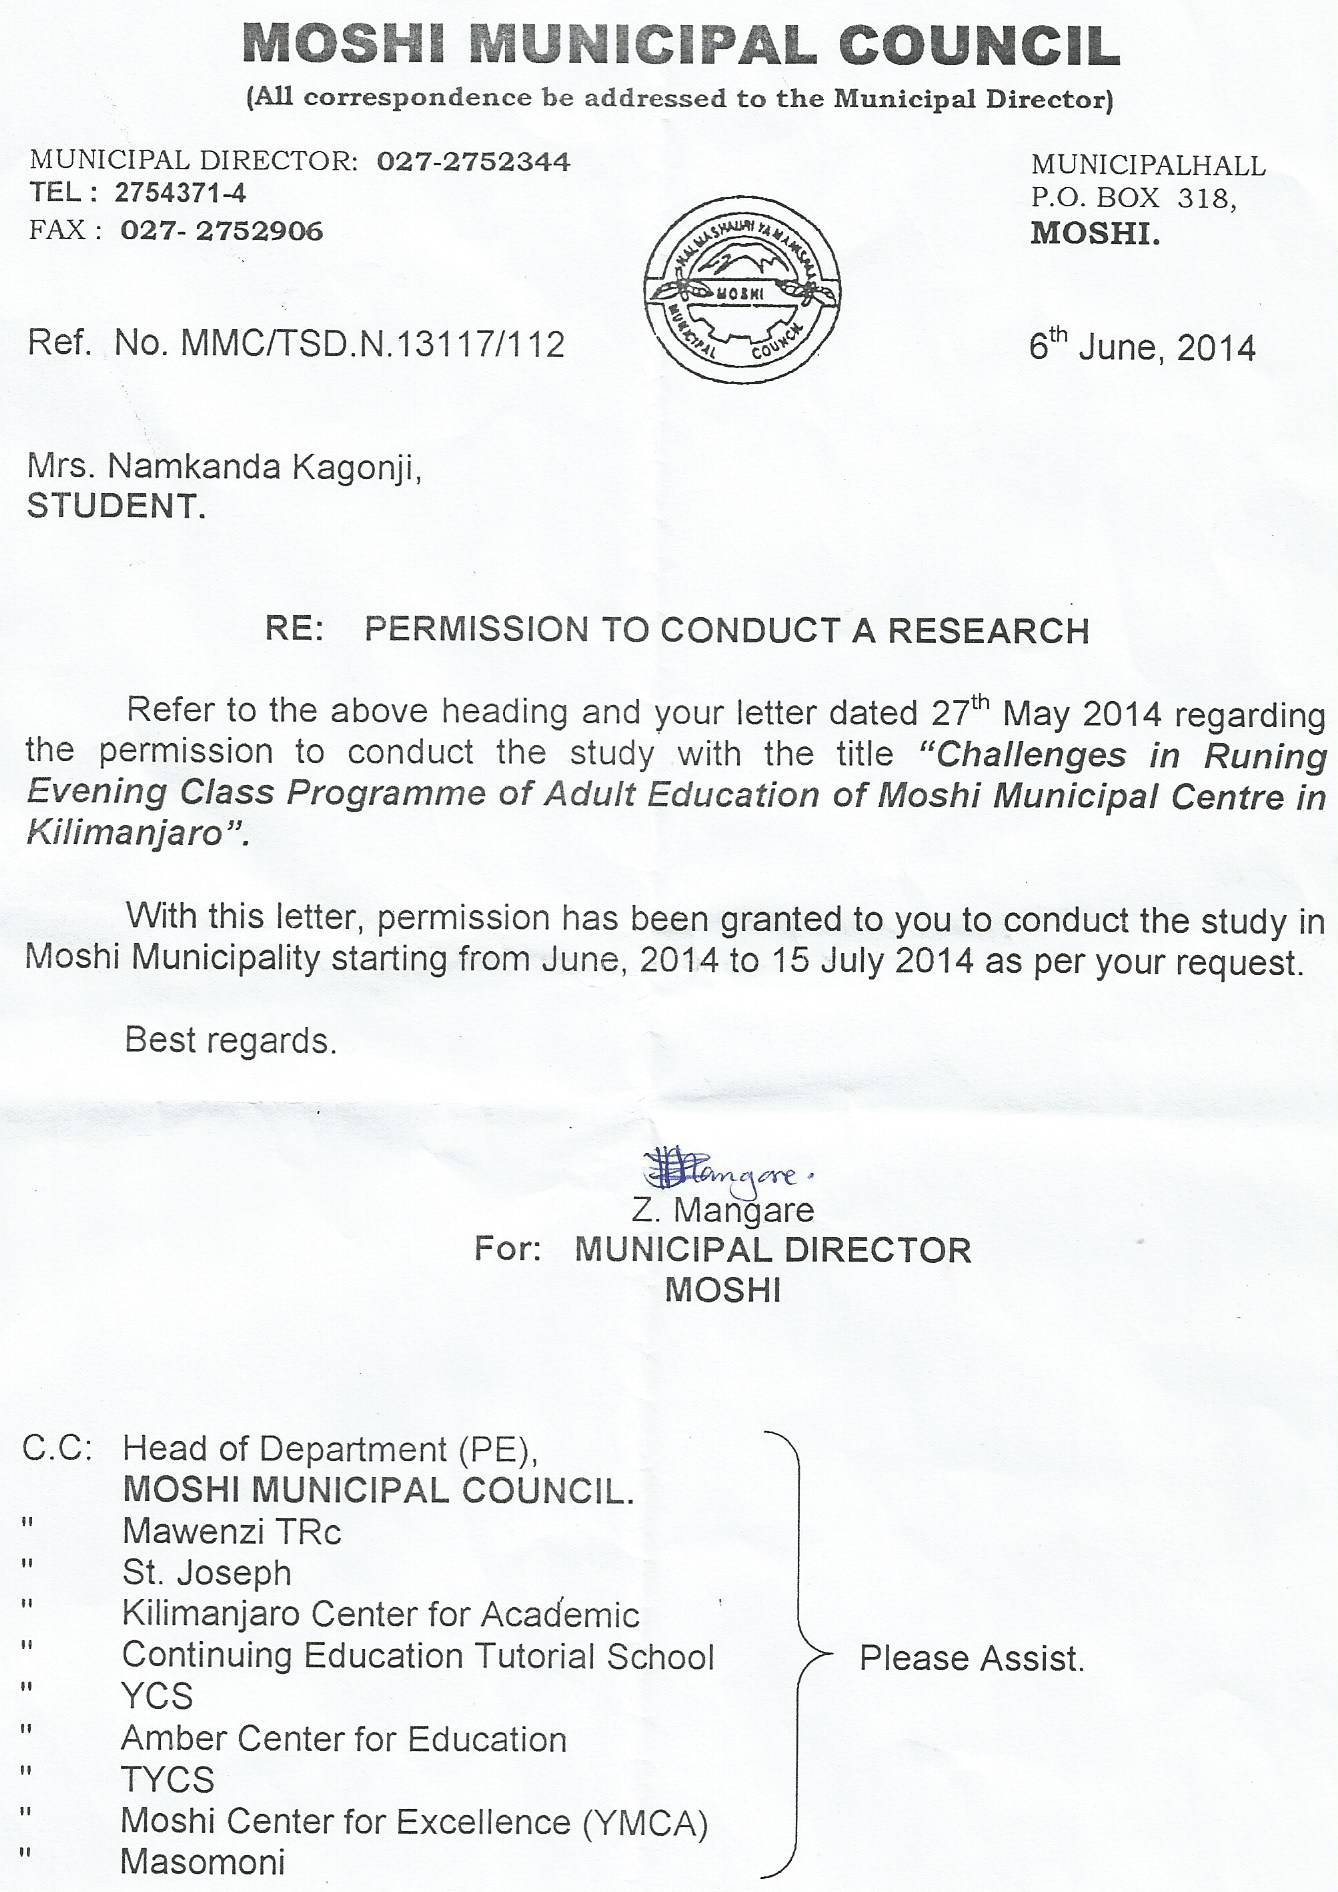 MOSHI MUNICIPAL COUNCIL
(All correspondence be addressed to the Municipal Director)
MUNICIPAL DIRECTOR: 027-2752344
TEL : 2754371-4
FAX : 027- 2752906
MUNICIPALHALL
P.O. BOX 318,
MOSHI.
HALMASHAURI YA MANISPAA
MOSHI
MUNICIPAL COUNCIL
Ref. No. MMC/TSD.N.13117/112
6th June, 2014
Mrs. Namkanda Kagonji,
STUDENT.
RE: PERMISSION TO CONDUCT A RESEARCH
Refer to the above heading and your letter dated 27th May 2014 regarding
the permission to conduct the study with the title “Challenges in Runing
Evening Class Programme of Adult Education of Moshi Municipal Centre in
Kilimanjaro”.
With this letter, permission has been granted to you to conduct the study in
Moshi Municipality starting from June, 2014 to 15 July 2014 as per your request.
Best regards.
Mangare.
Z. Mangare
For: MUNICIPAL DIRECTOR
MOSHI
C.C: Head of Department (PE),
MOSHI MUNICIPAL COUNCIL.
" Mawenzi TRc
" St. Joseph
" Kilimanjaro Center for Academic
" Continuing Education Tutorial School
" YCS
" Amber Center for Education
" TYCS
" Moshi Center for Excellence (YMCA)
" Masomoni
Please Assist.